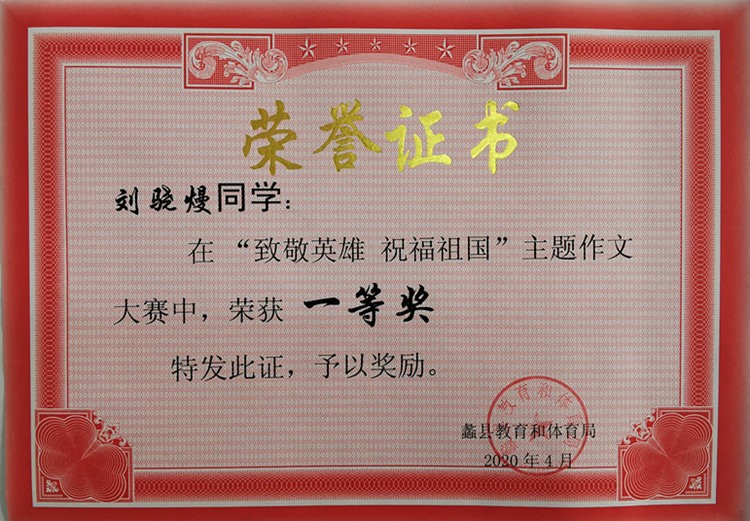 荣誉证书
刘骁熳同学：
在“致敬英雄 祝福祖国”主题作文
大赛中，荣获 一等奖
特发此证，予以奖励。
蠡县教育和体育局
2020年4月